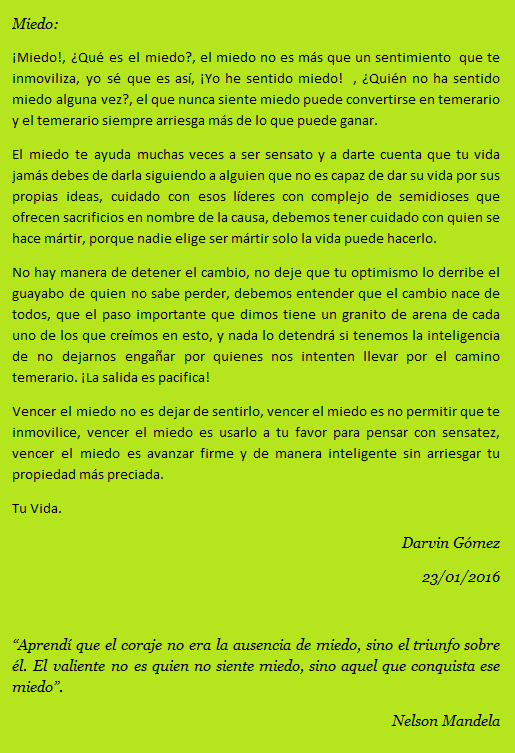 Miedo:
¡Miedo!, ¿Qué es el miedo?, el miedo no es más que un sentimiento que te
inmoviliza, yo sé que es así, ¡Yo he sentido miedo! , ¿Quién no ha sentido
miedo alguna vez?, el que nunca siente miedo puede convertirse en temerario
y el temerario siempre arriesga más de lo que puede ganar.
El miedo te ayuda muchas veces a ser sensato y a darte cuenta que tu vida
jamás debes de darla siguiendo a alguien que no es capaz de dar su vida por sus
propias ideas, cuidado con esos líderes con complejo de semidioses que
ofrecen sacrificios en nombre de la causa, debemos tener cuidado con quien se
hace mártir, porque nadie elige ser mártir solo la vida puede hacerlo.
No hay manera de detener el cambio, no deje que tu optimismo lo derribe el
guayabo de quien no sabe perder, debemos entender que el cambio nace de
todos, que el paso importante que dimos tiene un granito de arena de cada
uno de los que creímos en esto, y nada lo detendrá si tenemos la inteligencia
de no dejarnos engañar por quienes nos intenten llevar por el camino
temerario. ¡La salida es pacifica!
Vencer el miedo no es dejar de sentirlo, vencer el miedo es no permitir que te
inmovilice, vencer el miedo es usarlo a tu favor para pensar con sensatez,
vencer el miedo es avanzar firme y de manera inteligente sin arriesgar tu
propiedad más preciada.
Tu Vida.
Darvin Gómez
23/01/2016
“Aprendí que el coraje no era la ausencia de miedo, sino el triunfo sobre
él. El valiente no es quien no siente miedo, sino aquel que conquista ese
miedo”.
Nelson Mandela